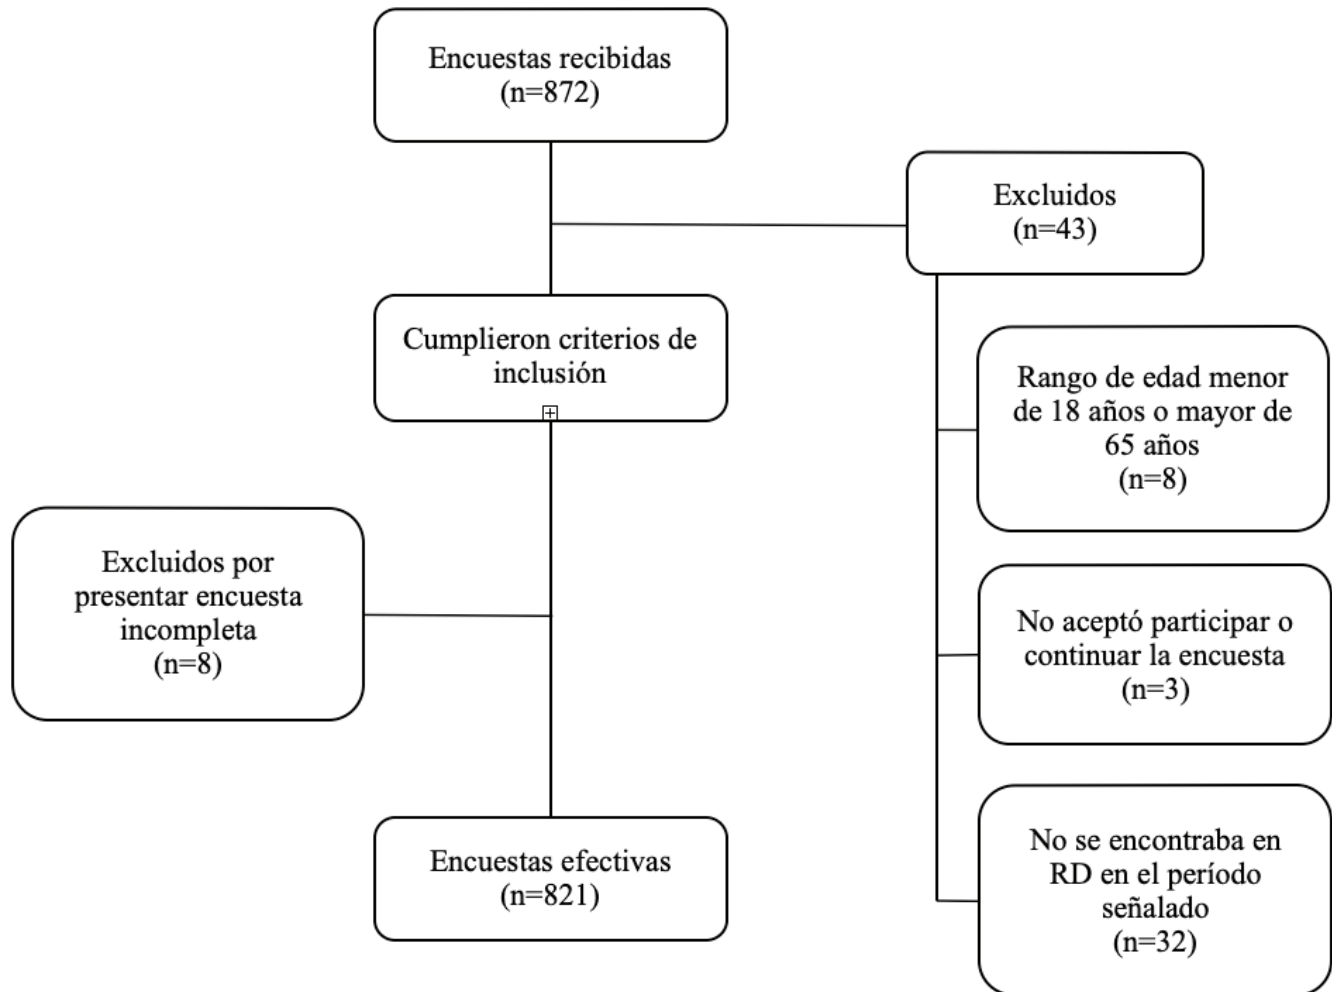 Encuestas recibidas
(n=872)
Excluidos
(n=43)
Cumplieron criterios de
inclusión
Rango de edad menor
de 18 años o mayor de
65 años
(n=8)
Excluidos por
presentar encuesta
incompleta
(n=8)
No aceptó participar o
continuar la encuesta
(n=3)
No se encontraba en
RD en el período
señalado
(n=32)
Encuestas efectivas
(n=821)